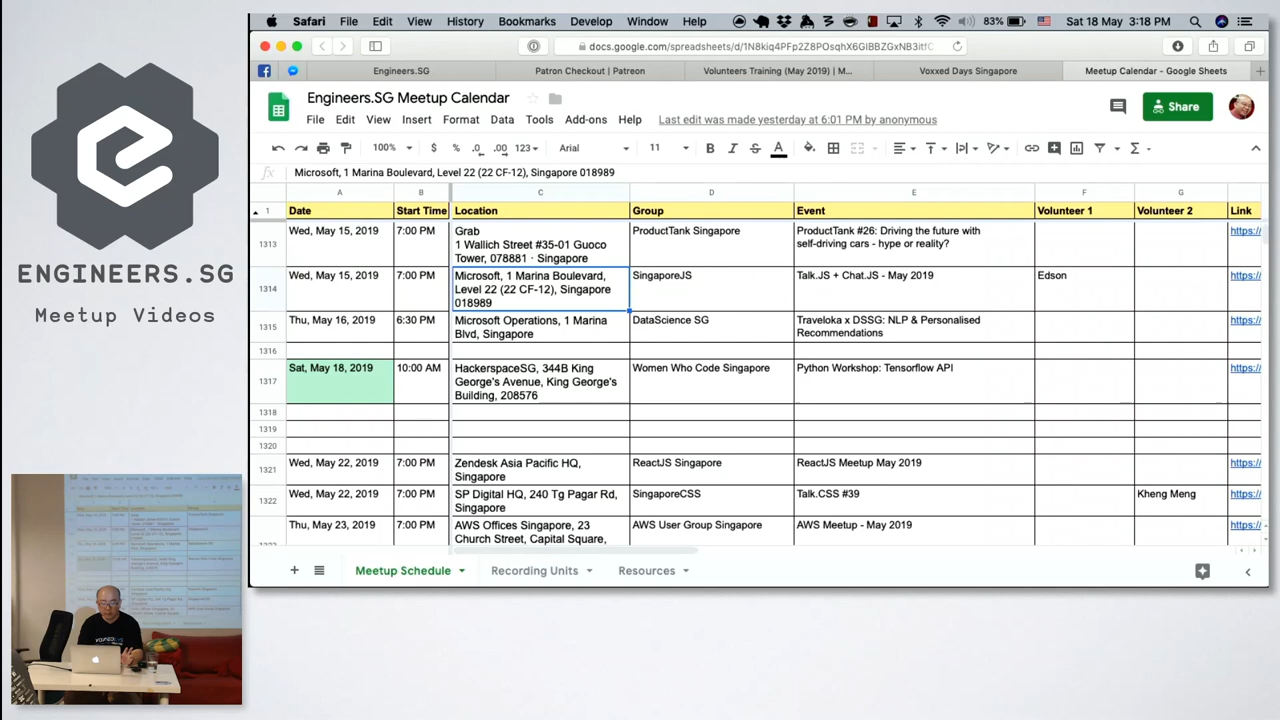 Safari File Edit View History Bookmarks Develop Window Help 83% Sat 18 May 3:18 PM
docs.google.com/spreadsheets/d/1N8kiq4PFp2Z8POsqhX6GIBBZGxNB3itfC
Engineers.SG Patron Checkout | Patreon Volunteers Training (May 2019) | M... Voxxed Days Singapore Meetup Calendar - Google Sheets
Engineers.SG Meetup Calendar
Share
File Edit View Insert Format Data Tools Add-ons Help Last edit was made yesterday at 6:01 PM by anonymous
100% $ % .0 .00 123 Arial 11 B I S A
fx Microsoft, 1 Marina Boulevard, Level 22 (22 CF-12), Singapore 018989
A B C D E F G
1 Date Start Time Location Group Event Volunteer 1 Volunteer 2 Link
1313 Wed, May 15, 2019 7:00 PM Grab ProductTank Singapore ProductTank #26: Driving the future with https:/
1 Wallich Street #35-01 Guoco self-driving cars - hype or reality?
Tower, 078881 · Singapore
1314 Wed, May 15, 2019 7:00 PM Microsoft, 1 Marina Boulevard, SingaporeJS Talk.JS + Chat.JS - May 2019 Edson https:/
Level 22 (22 CF-12), Singapore
018989
1315 Thu, May 16, 2019 6:30 PM Microsoft Operations, 1 Marina DataScience SG Traveloka x DSSG: NLP & Personalised https:/
Blvd, Singapore Recommendations
1316
1317 Sat, May 18, 2019 10:00 AM HackerspaceSG, 344B King Women Who Code Singapore Python Workshop: Tensorflow API https:/
George's Avenue, King George's
Building, 208576
1318
1319
1320
1321 Wed, May 22, 2019 7:00 PM Zendesk Asia Pacific HQ, ReactJS Singapore ReactJS Meetup May 2019 https:/
Singapore
1322 Wed, May 22, 2019 7:00 PM SP Digital HQ, 240 Tg Pagar Rd, SingaporeCSS Talk.CSS #39 Kheng Meng https:/
Singapore
Thu, May 23, 2019 7:00 PM AWS Offices Singapore, 23 AWS User Group Singapore AWS Meetup - May 2019 https:/
Church Street, Capital Square,
Meetup Schedule Recording Units Resources
ENGINEERS.SG
Meetup Videos